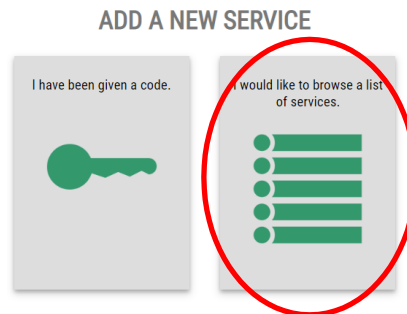 ADD A NEW SERVICE
I have been given a code.
I would like to browse a list
of services.